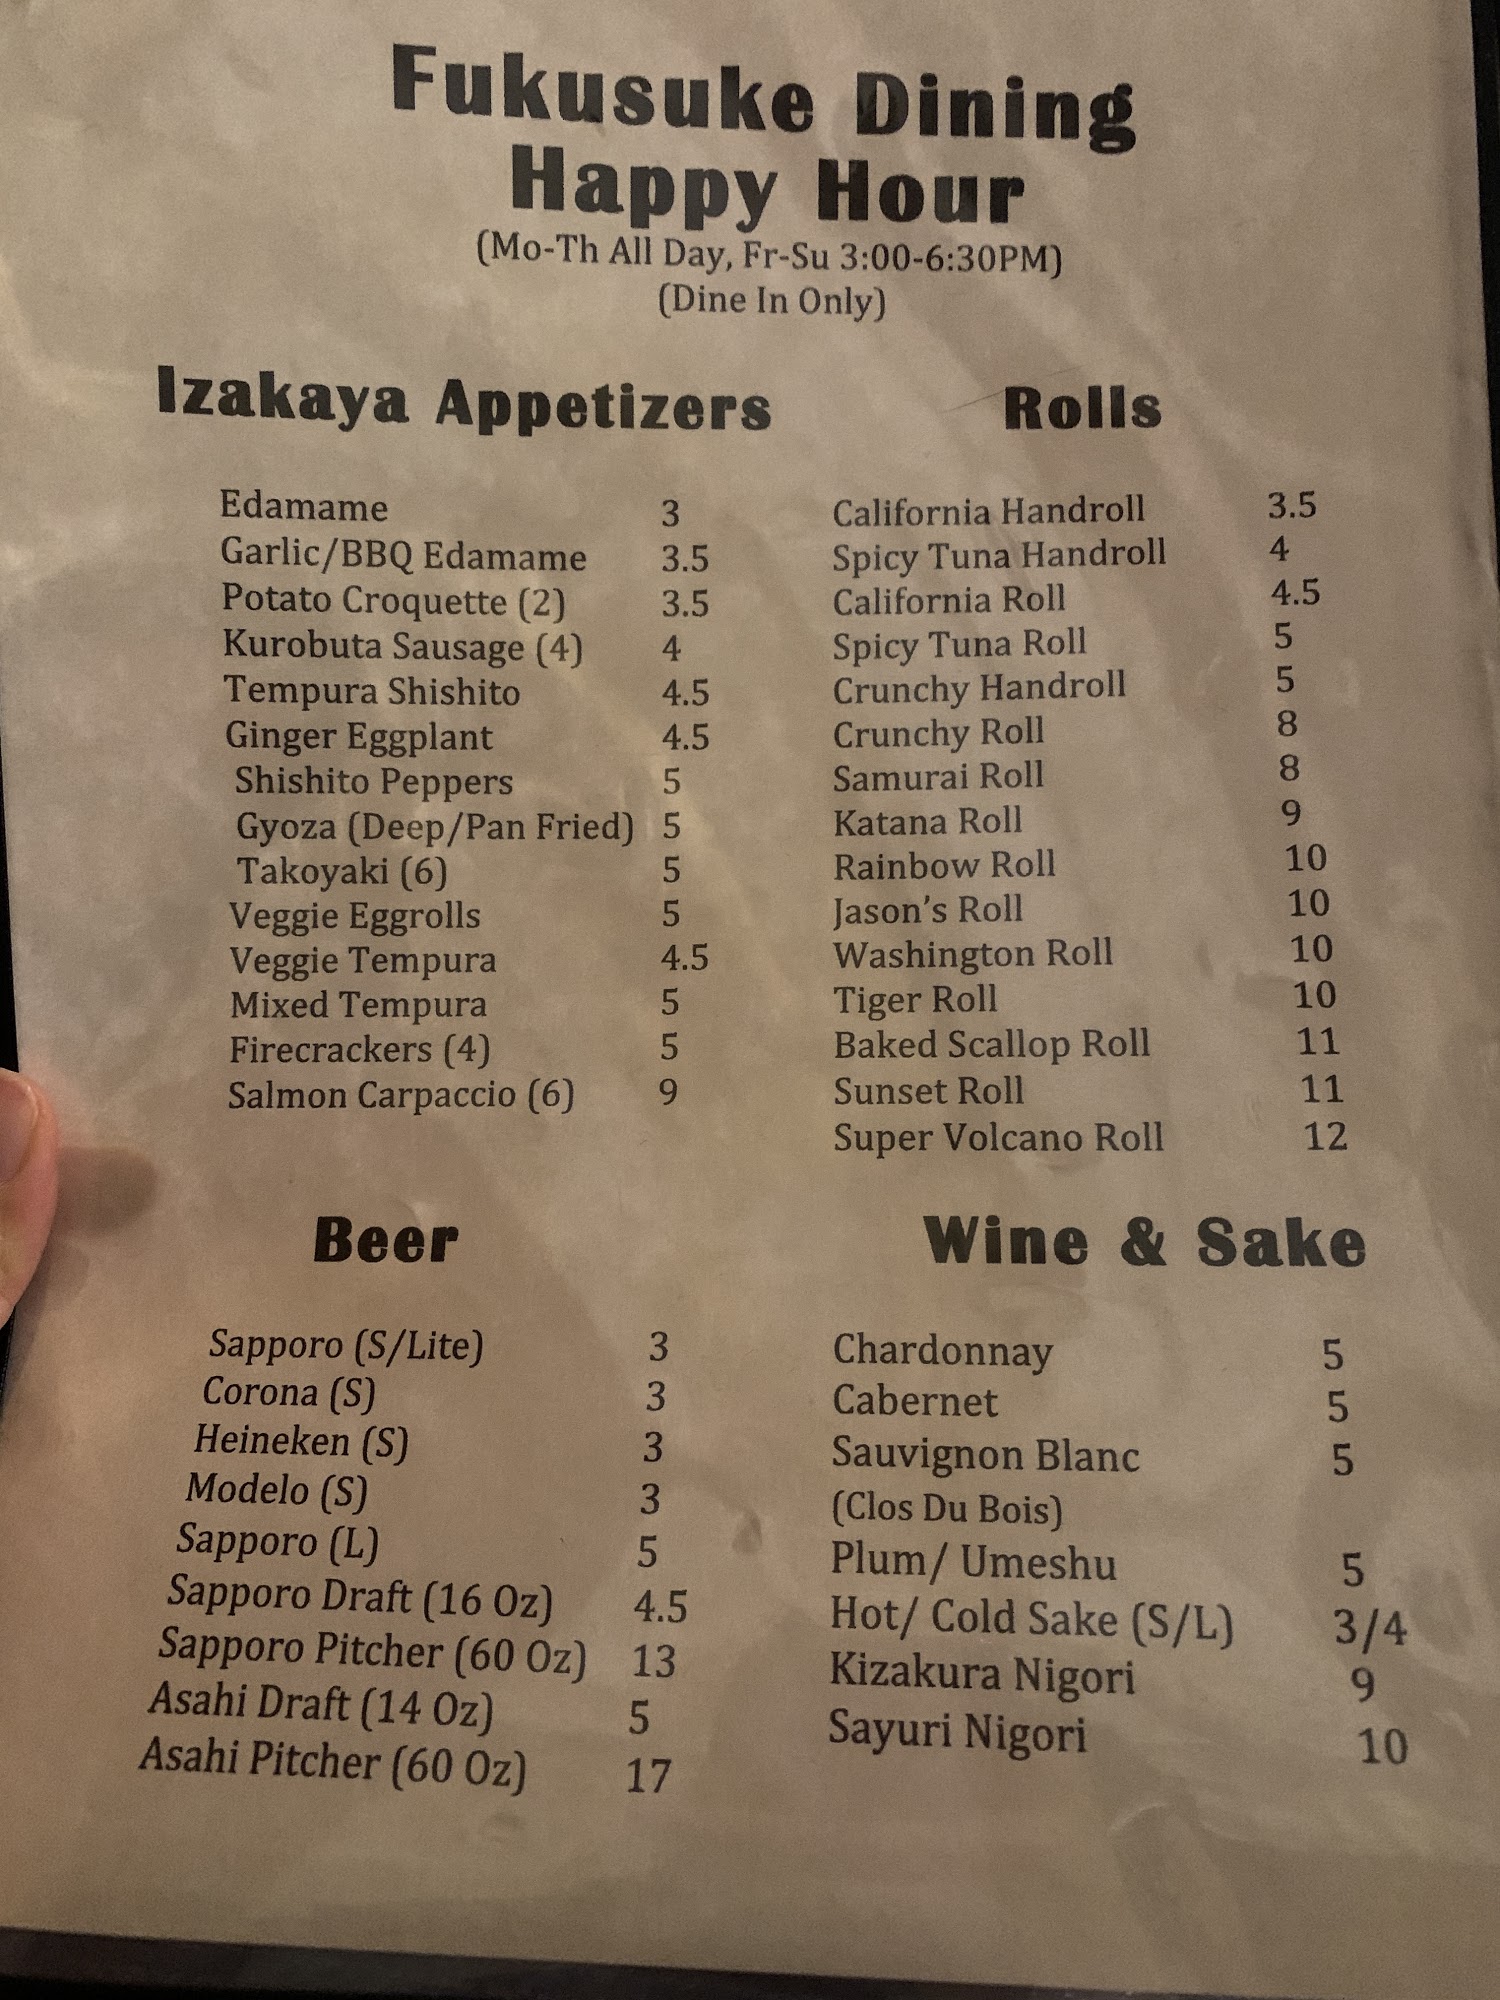 Fukusuke Dining
Happy Hour
(Mo-Th All Day, Fr-Su 3:00-6:30PM)
(Dine In Only)
Izakaya Appetizers
Edamame 3
Garlic/BBQ Edamame 3.5
Potato Croquette (2) 3.5
Kurobuta Sausage (4) 4
Tempura Shishito 4.5
Ginger Eggplant 4.5
Shishito Peppers 5
Gyoza (Deep/Pan Fried) 5
Takoyaki (6) 5
Veggie Eggrolls 5
Veggie Tempura 4.5
Mixed Tempura 5
Firecrackers (4) 5
Salmon Carpaccio (6) 9
Rolls
California Handroll 3.5
Spicy Tuna Handroll 4
California Roll 4.5
Spicy Tuna Roll 5
Crunchy Handroll 5
Crunchy Roll 8
Samurai Roll 8
Katana Roll 9
Rainbow Roll 10
Jason's Roll 10
Washington Roll 10
Tiger Roll 10
Baked Scallop Roll 11
Sunset Roll 11
Super Volcano Roll 12
Beer
Sapporo (S/Lite) 3
Corona (S) 3
Heineken (S) 3
Modelo (S) 3
Sapporo (L) 5
Sapporo Draft (16 Oz) 4.5
Sapporo Pitcher (60 Oz) 13
Asahi Draft (14 Oz) 5
Asahi Pitcher (60 Oz) 17
Wine & Sake
Chardonnay 5
Cabernet 5
Sauvignon Blanc 5
(Clos Du Bois)
Plum/ Umeshu 5
Hot/ Cold Sake (S/L) 3/4
Kizakura Nigori 9
Sayuri Nigori 10